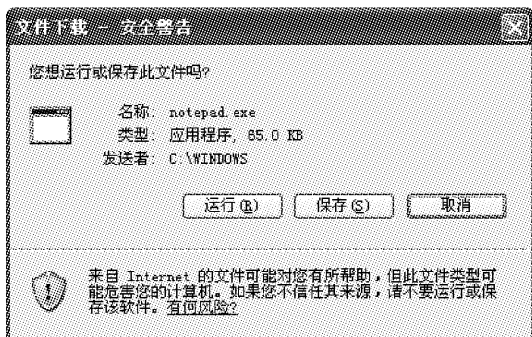 文件下载 - 安全警告
您想运行或保存此文件吗?
名称: notepad.exe
类型: 应用程序, 65.0 KB
发送者: C:\WINDOWS
运行(R) 保存(S) 取消
来自 Internet 的文件可能对您有所帮助,但此文件类型可
能危害您的计算机。如果您不信任其来源,请不要运行或保
存该软件。有何风险?